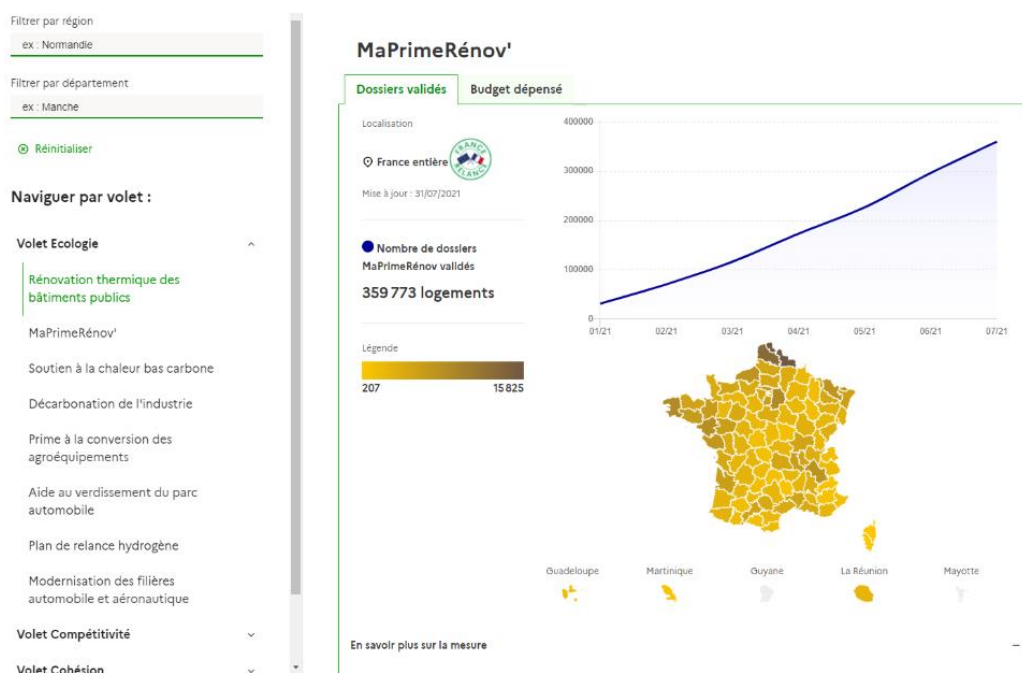 Filtrer par région
ex : Normandie
Filtrer par département
ex : Manche
Réinitialiser
Naviguer par volet :
Volet Ecologie
Rénovation thermique des
bâtiments publics
MaPrimeRénov'
Soutien à la chaleur bas carbone
Décarbonation de l'industrie
Prime à la conversion des
agroéquipements
Aide au verdissement du parc
automobile
Plan de relance hydrogène
Modernisation des filières
automobile et aéronautique
Volet Compétitivité
Volet Cohésion
MaPrimeRénov'
Dossiers validés
Budget dépensé
Localisation
France entière
FRANCE
RELANCE
Mise à jour : 31/07/2021
Nombre de dossiers
MaPrimeRénov validés
359 773 logements
Légende
207 15 825
400000
300000
200000
100000
0
01/21 02/21 03/21 04/21 05/21 06/21 07/21
Guadeloupe Martinique Guyane La Réunion Mayotte
En savoir plus sur la mesure